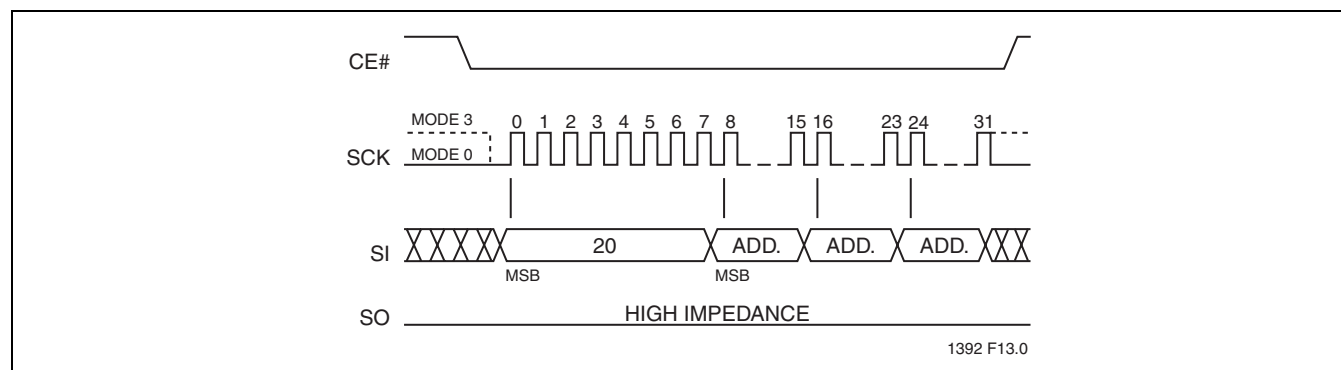 CE#
MODE 3
0 1 2 3 4 5 6 7 8 15 16 23 24 31
SCK
MODE 0
SI
20
ADD.
ADD.
ADD.
MSB
MSB
SO
HIGH IMPEDANCE
1392 F13.0